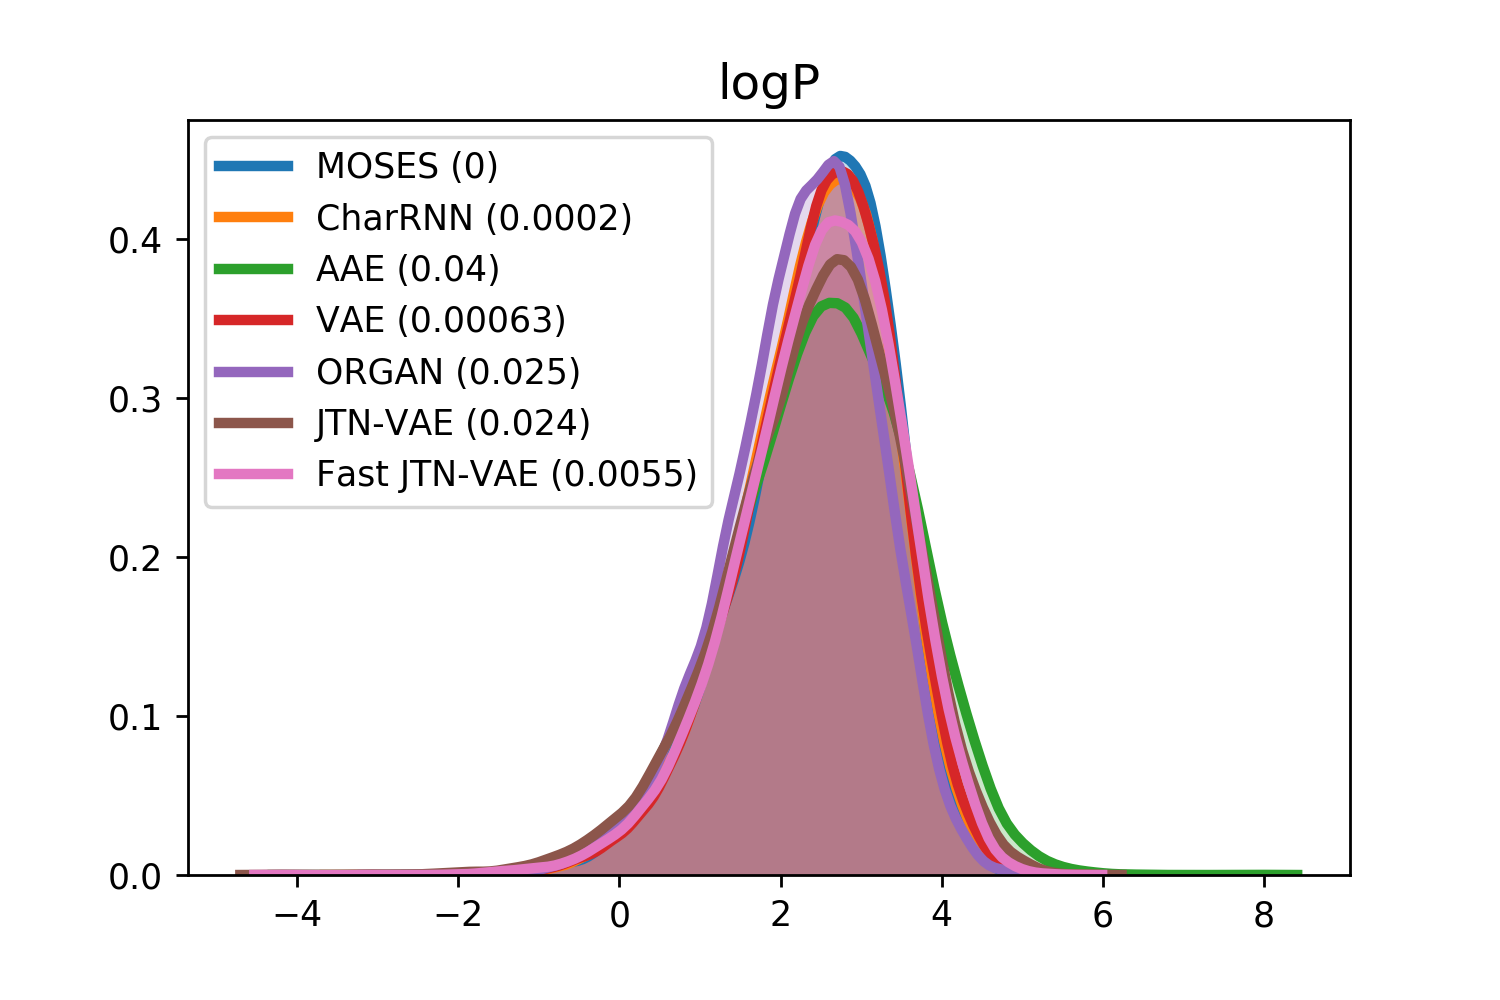 logP
MOSES (0)
CharRNN (0.0002)
AAE (0.04)
VAE (0.00063)
ORGAN (0.025)
JTN-VAE (0.024)
Fast JTN-VAE (0.0055)
0.4
0.3
0.2
0.1
0.0
−4 −2 0 2 4 6 8